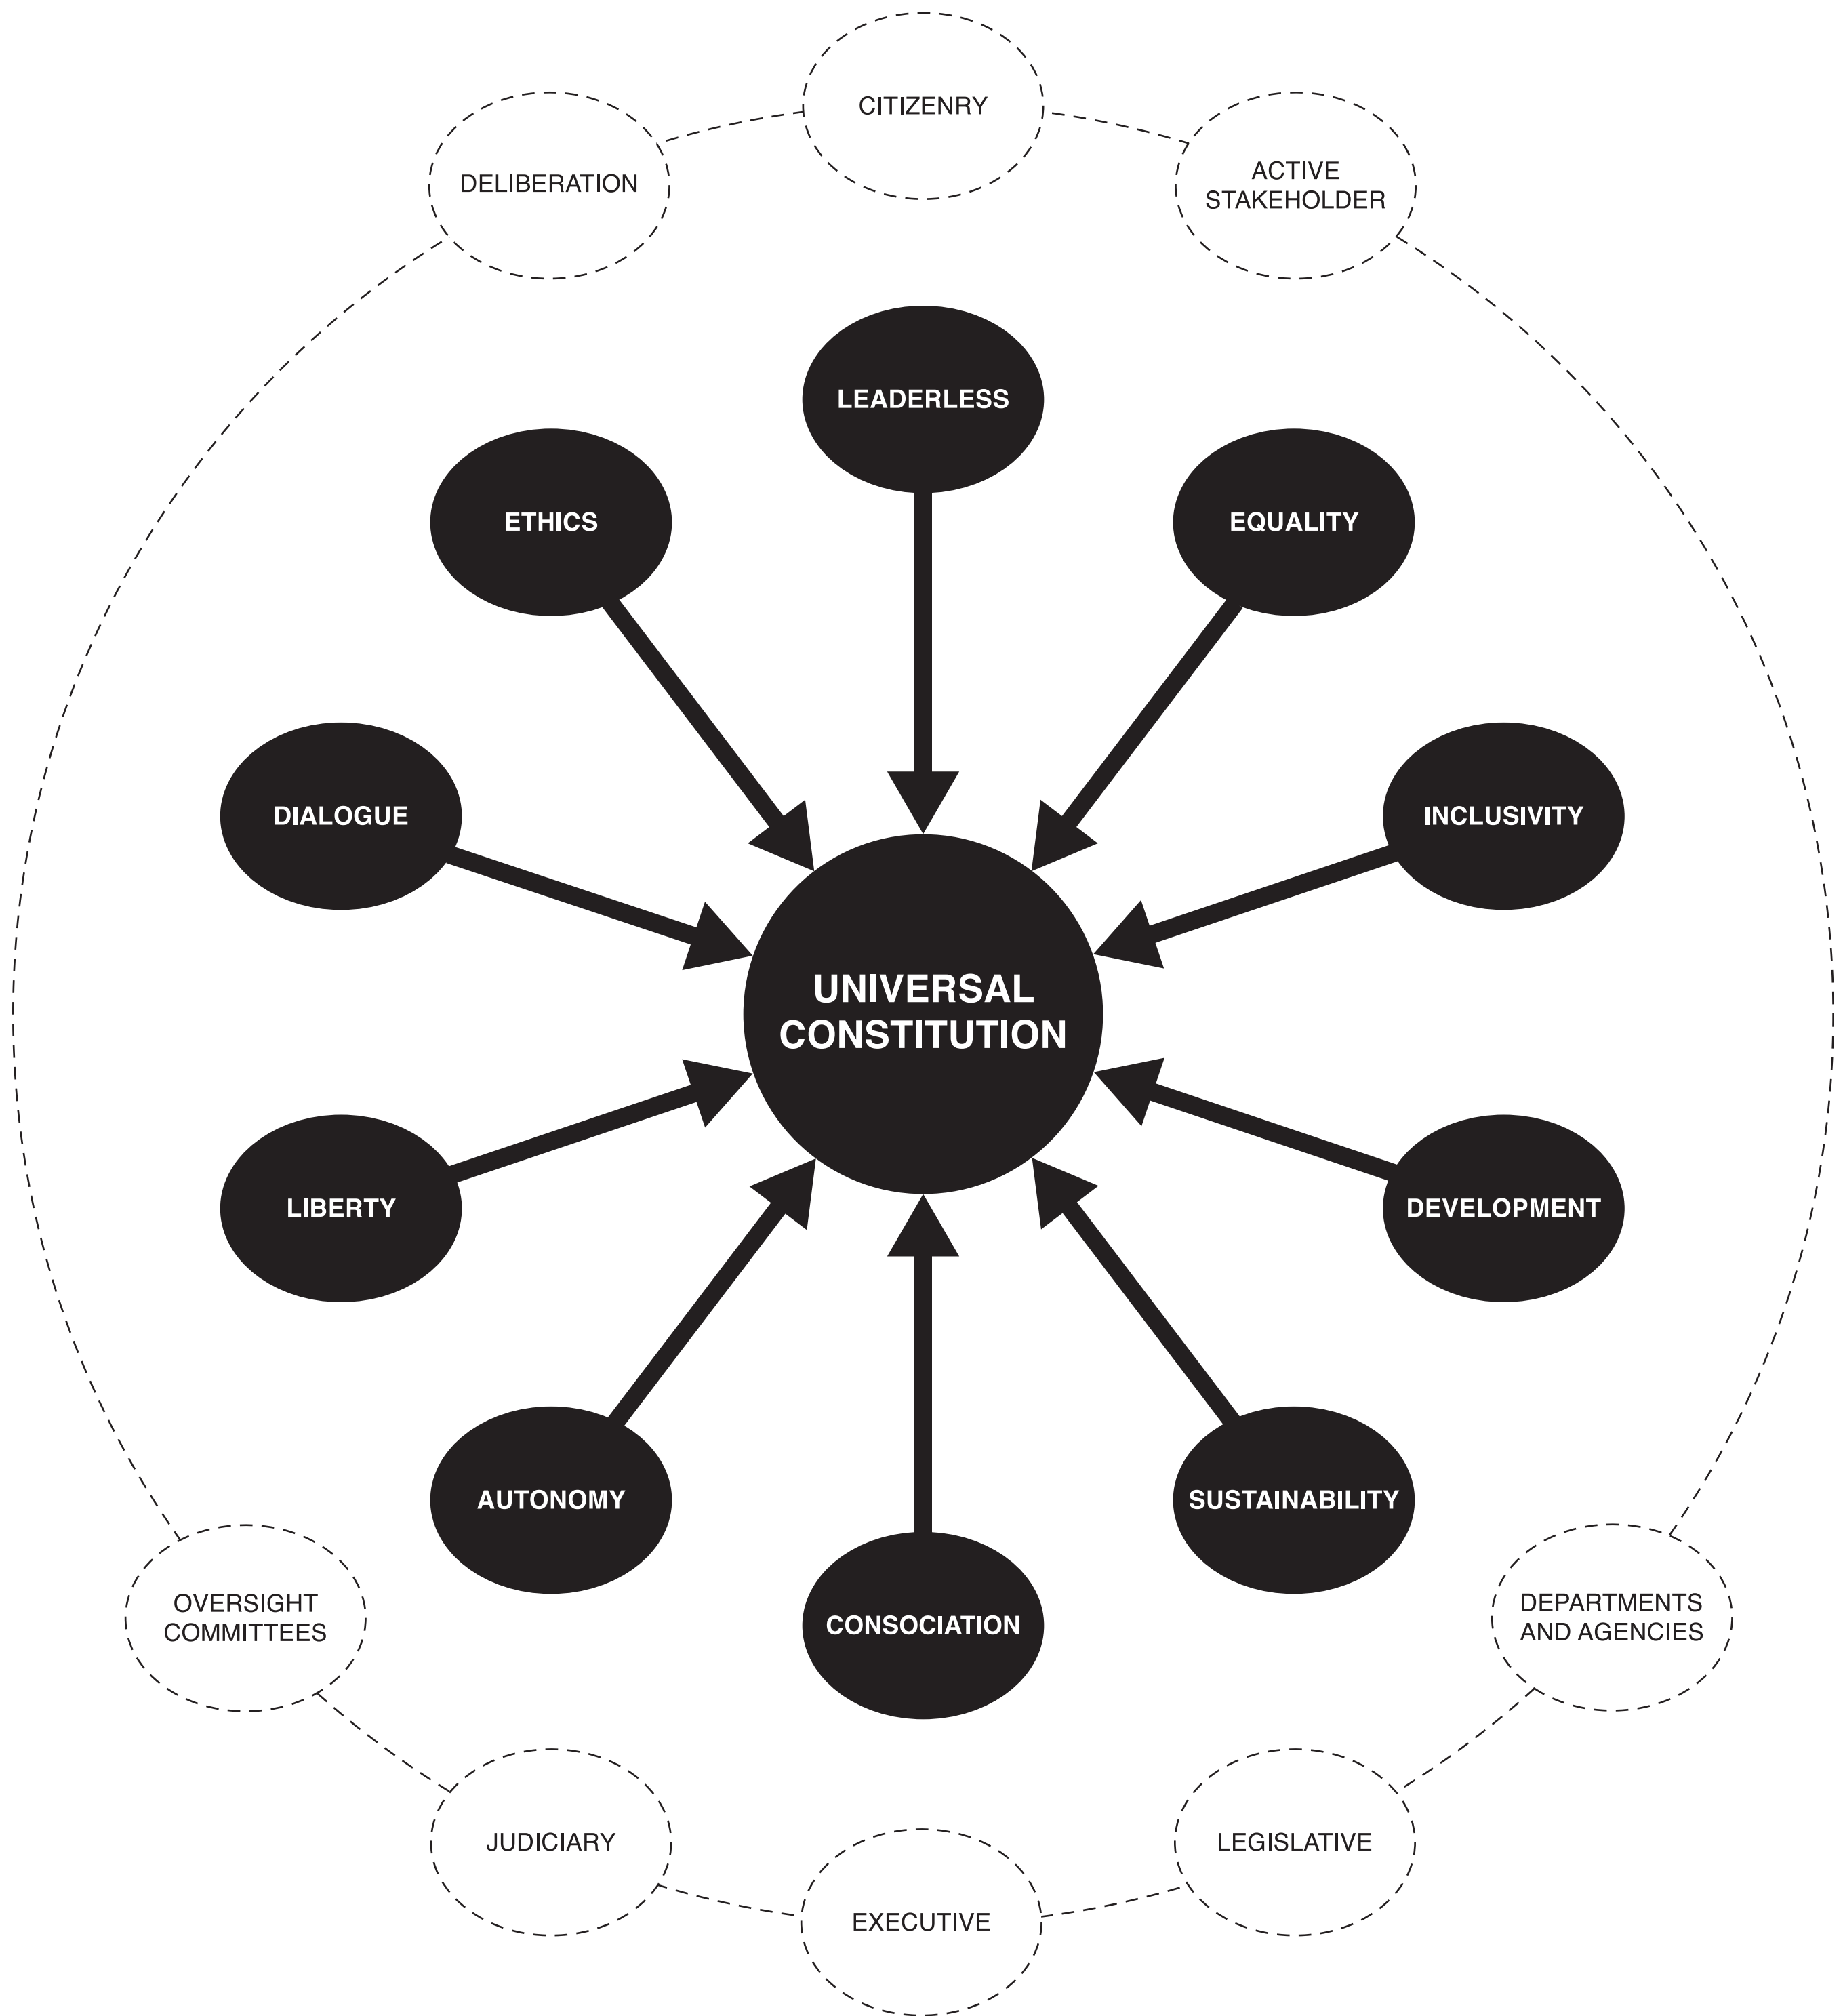 CITIZENRY
DELIBERATION
ACTIVE
STAKEHOLDER
LEADERLESS
ETHICS
EQUALITY
DIALOGUE
INCLUSIVITY
UNIVERSAL
CONSTITUTION
LIBERTY
DEVELOPMENT
AUTONOMY
SUSTAINABILITY
CONSOCIATION
OVERSIGHT
COMMITTEES
DEPARTMENTS
AND AGENCIES
JUDICIARY
LEGISLATIVE
EXECUTIVE